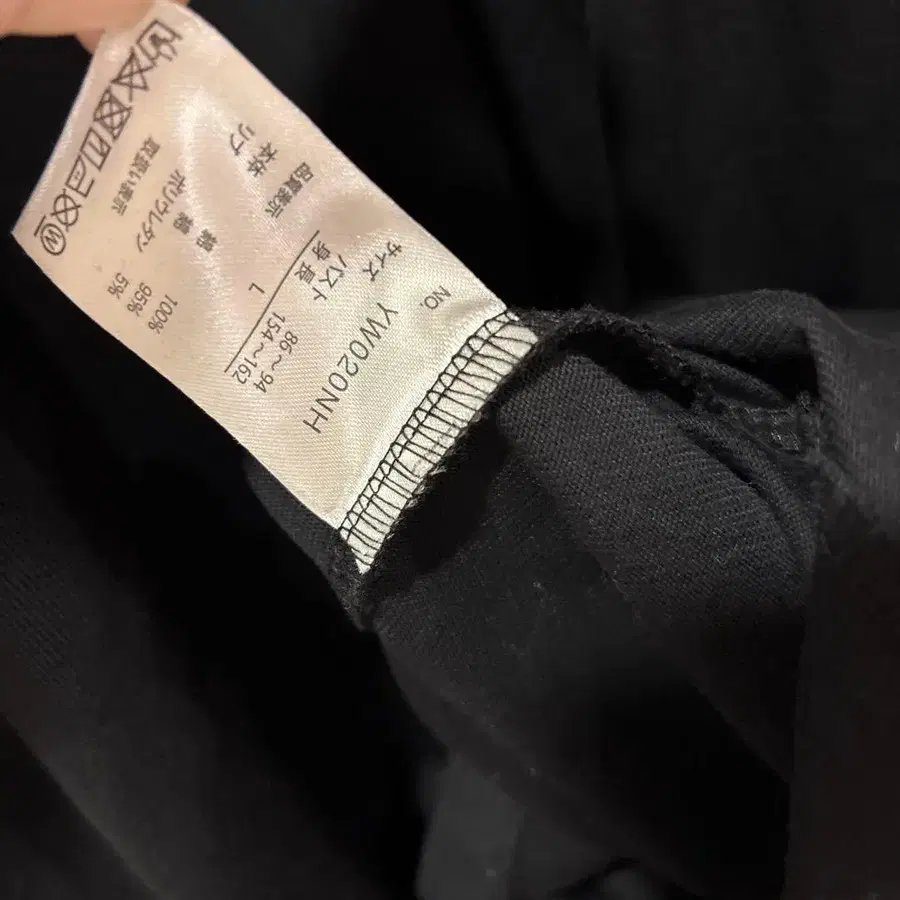 NO YW020NH
サイズ
バスト 86～94
身長 154～162
L
品質表示
本体 綿 100%
リブ 綿 95%
ポリウレタン 5%
取扱い表示
W